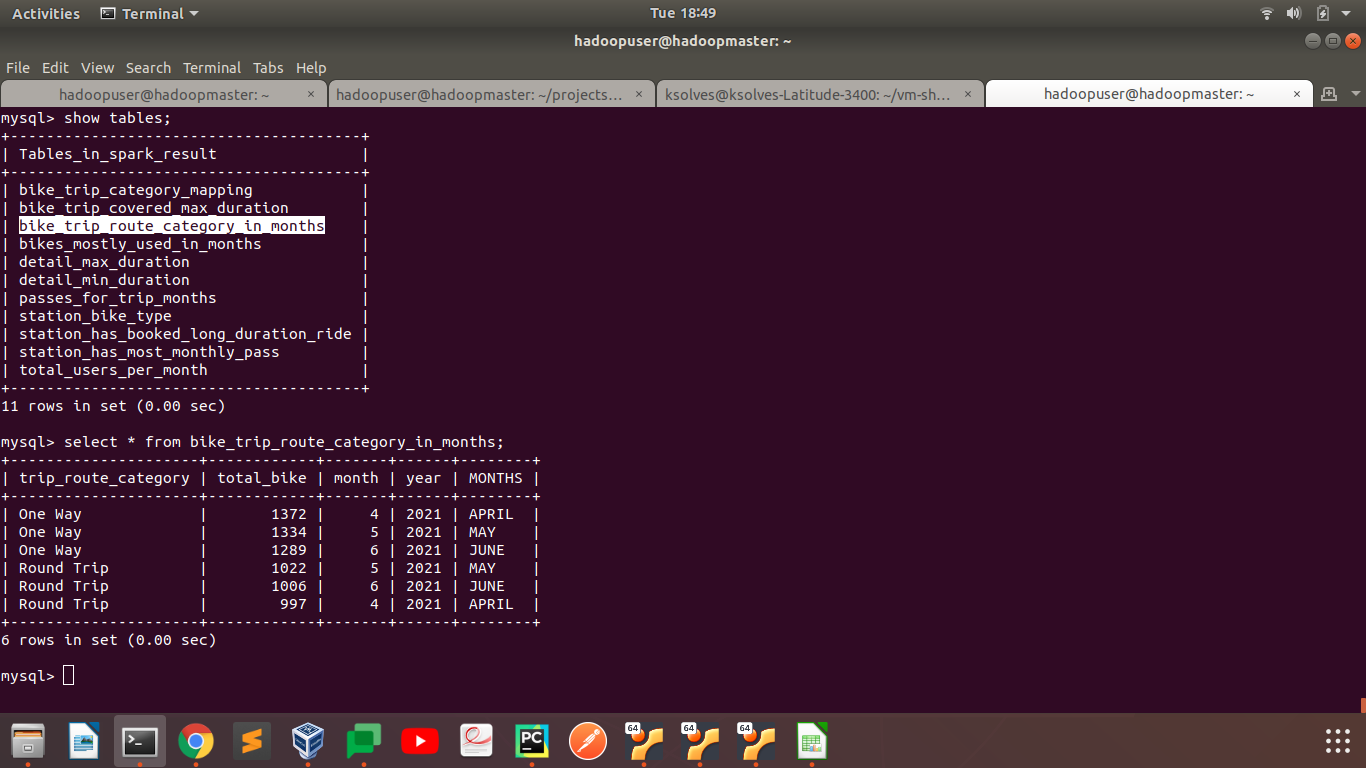 Activities Terminal Tue 18:49
hadoopuser@hadoopmaster: ~
File Edit View Search Terminal Tabs Help
hadoopuser@hadoopmaster: ~ × hadoopuser@hadoopmaster: ~/projects... × ksolves@ksolves-Latitude-3400: ~/vm-sh... × hadoopuser@hadoopmaster: ~ ×
mysql> show tables;
+---------------------------------------+
| Tables_in_spark_result                |
+---------------------------------------+
| bike_trip_category_mapping            |
| bike_trip_covered_max_duration        |
| bike_trip_route_category_in_months    |
| bikes_mostly_used_in_months           |
| detail_max_duration                   |
| detail_min_duration                   |
| passes_for_trip_months                |
| station_bike_type                     |
| station_has_booked_long_duration_ride |
| station_has_most_monthly_pass         |
| total_users_per_month                 |
+---------------------------------------+
11 rows in set (0.00 sec)
mysql> select * from bike_trip_route_category_in_months;
+---------------------+------------+-------+------+--------+
| trip_route_category | total_bike | month | year | MONTHS |
+---------------------+------------+-------+------+--------+
| One Way             |       1372 |     4 | 2021 | APRIL  |
| One Way             |       1334 |     5 | 2021 | MAY    |
| One Way             |       1289 |     6 | 2021 | JUNE   |
| Round Trip          |       1022 |     5 | 2021 | MAY    |
| Round Trip          |       1006 |     6 | 2021 | JUNE   |
| Round Trip          |        997 |     4 | 2021 | APRIL  |
+---------------------+------------+-------+------+--------+
6 rows in set (0.00 sec)
mysql>
PC 64 64 64